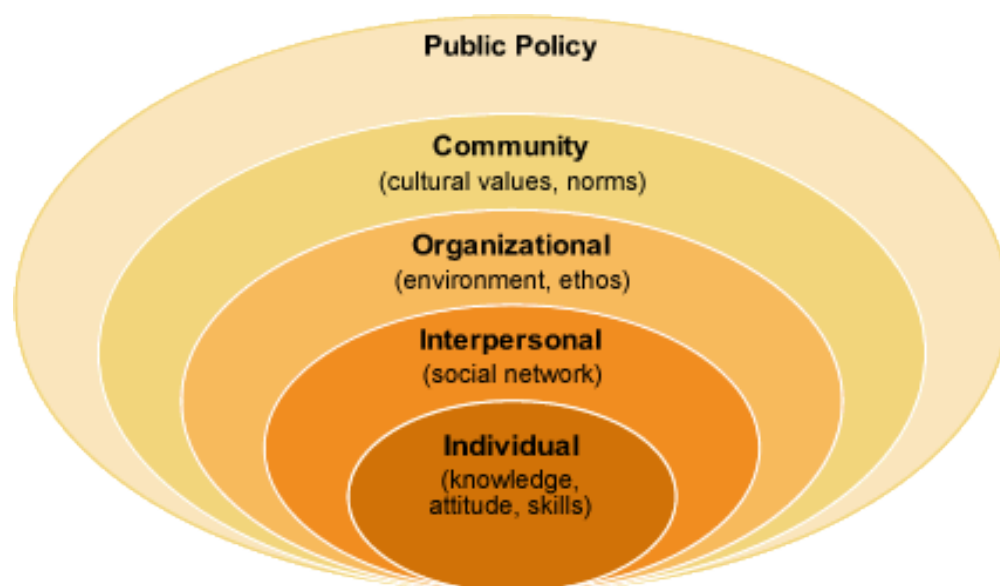 Public Policy
Community
(cultural values, norms)
Organizational
(environment, ethos)
Interpersonal
(social network)
Individual
(knowledge,
attitude, skills)